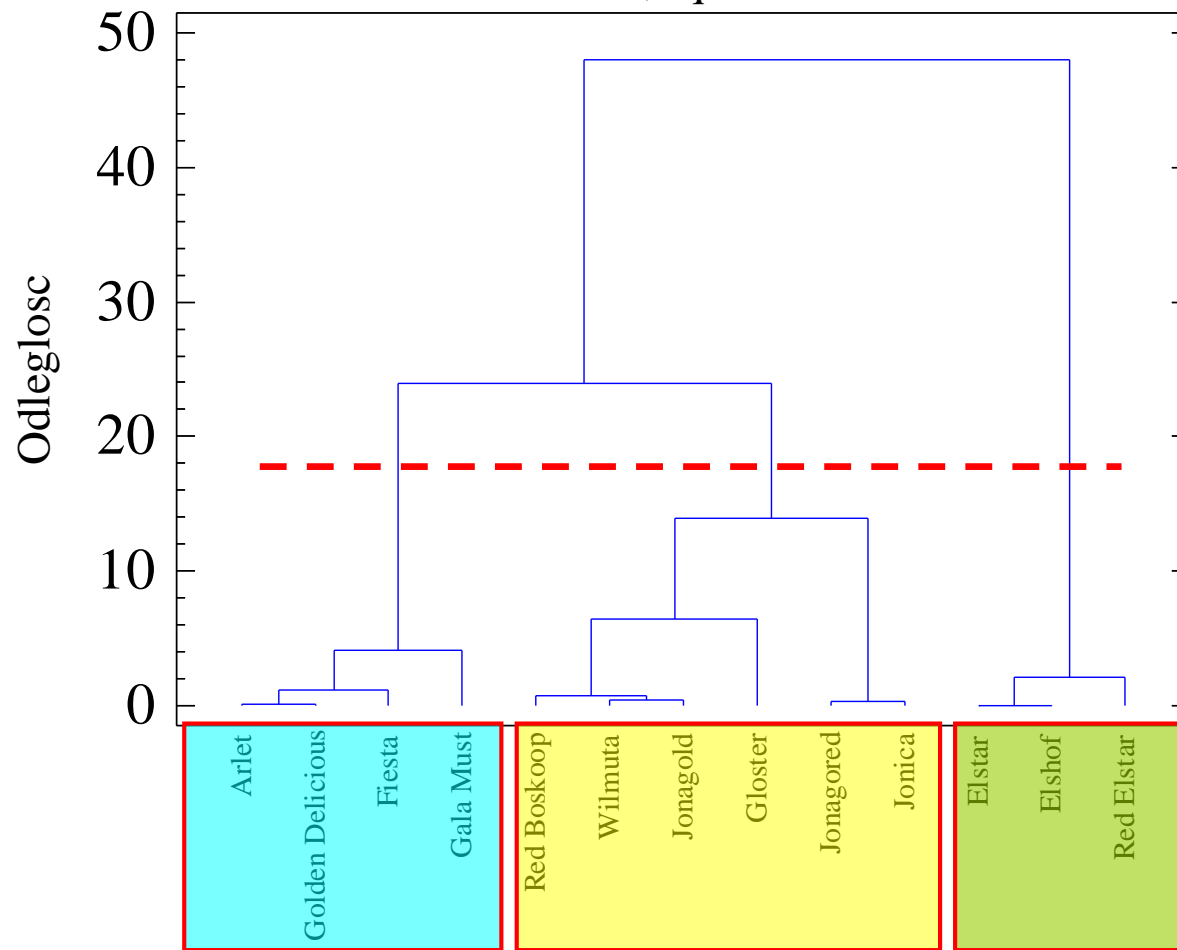 50
40
30
20
10
0
Odleglosc
Arlet
Golden Delicious
Fiesta
Gala Must
Red Boskoop
Wilmuta
Jonagold
Gloster
Jonagored
Jonica
Elstar
Elshof
Red Elstar